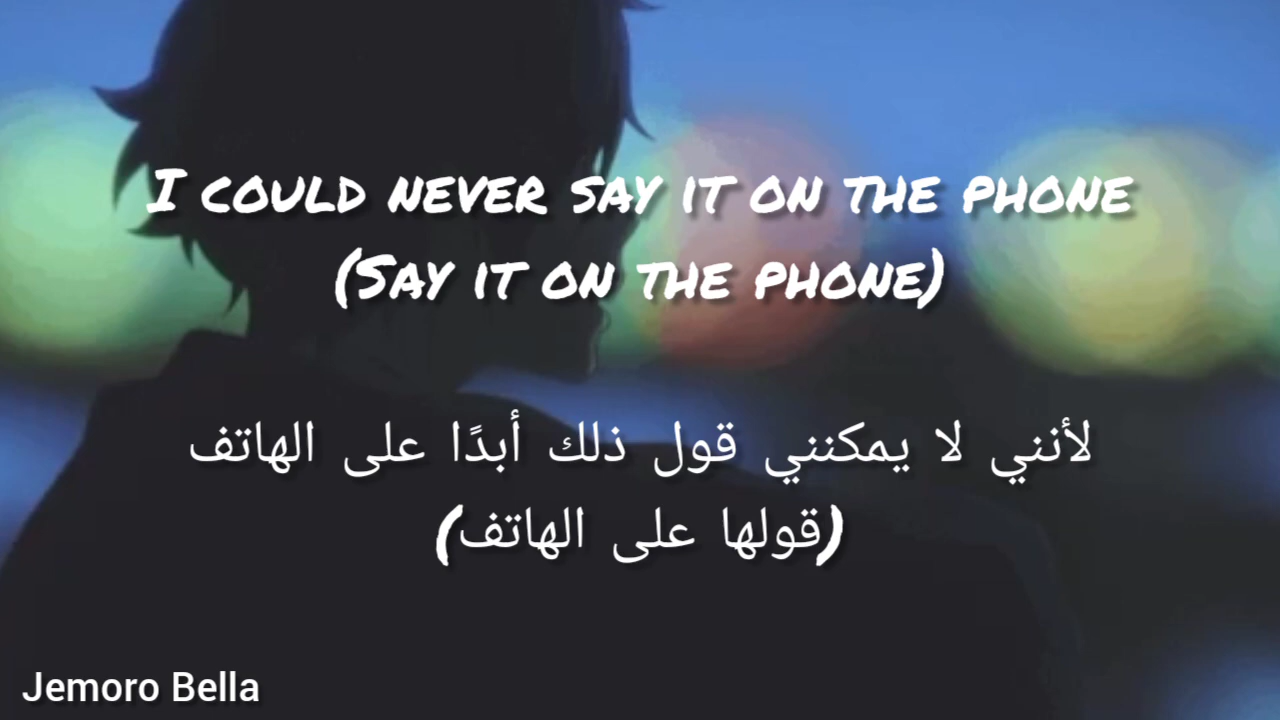 I COULD NEVER SAY IT ON THE PHONE
(SAY IT ON THE PHONE)
لأنني لا يمكنني قول ذلك أبدًا على الهاتف
(قولها على الهاتف)
Jemoro Bella